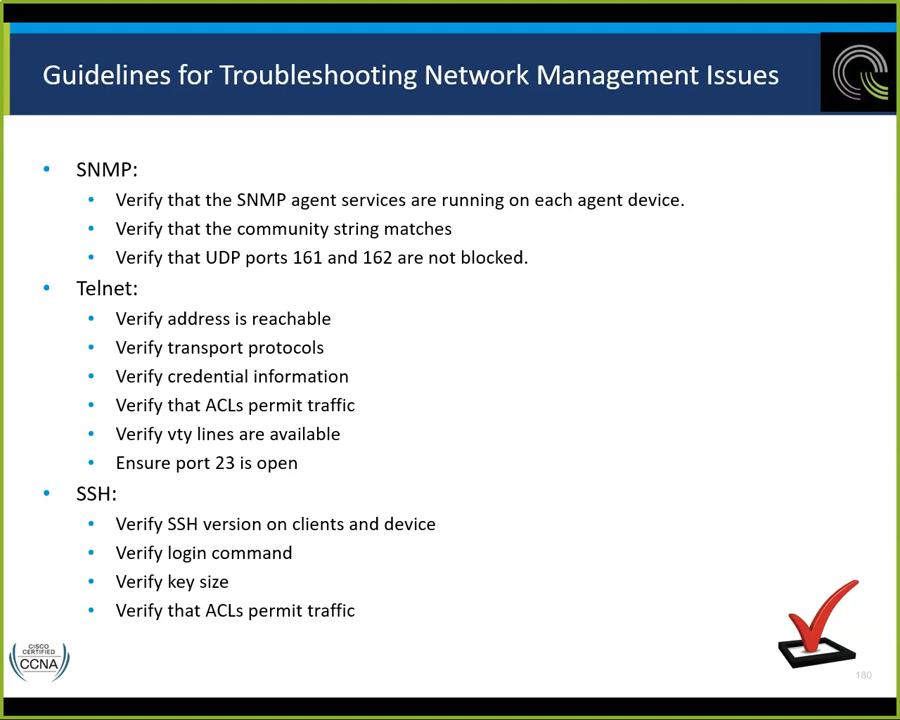 Guidelines for Troubleshooting Network Management Issues
• SNMP:
• Verify that the SNMP agent services are running on each agent device.
• Verify that the community string matches
• Verify that UDP ports 161 and 162 are not blocked.
• Telnet:
• Verify address is reachable
• Verify transport protocols
• Verify credential information
• Verify that ACLs permit traffic
• Verify vty lines are available
• Ensure port 23 is open
• SSH:
• Verify SSH version on clients and device
• Verify login command
• Verify key size
• Verify that ACLs permit traffic
CISCO
CERTIFIED
CCNA
180